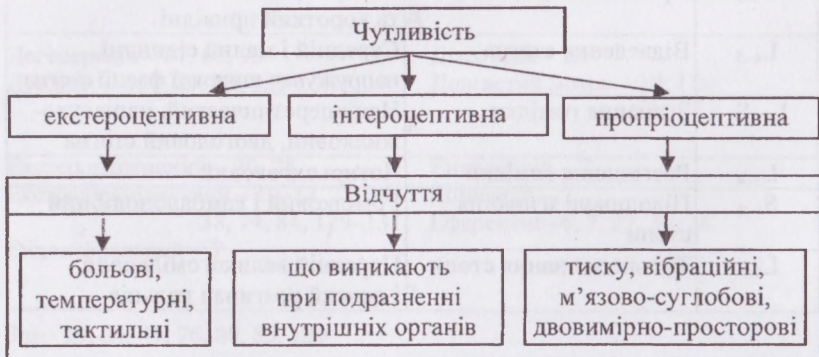 Чутливість
екстероцептивна
інтероцептивна
пропріоцептивна
Відчуття
больові,
температурні,
тактильні
що виникають
при подразненні
внутрішніх органів
тиску, вібраційні,
м’язово-суглобові,
двовимірно-просторові